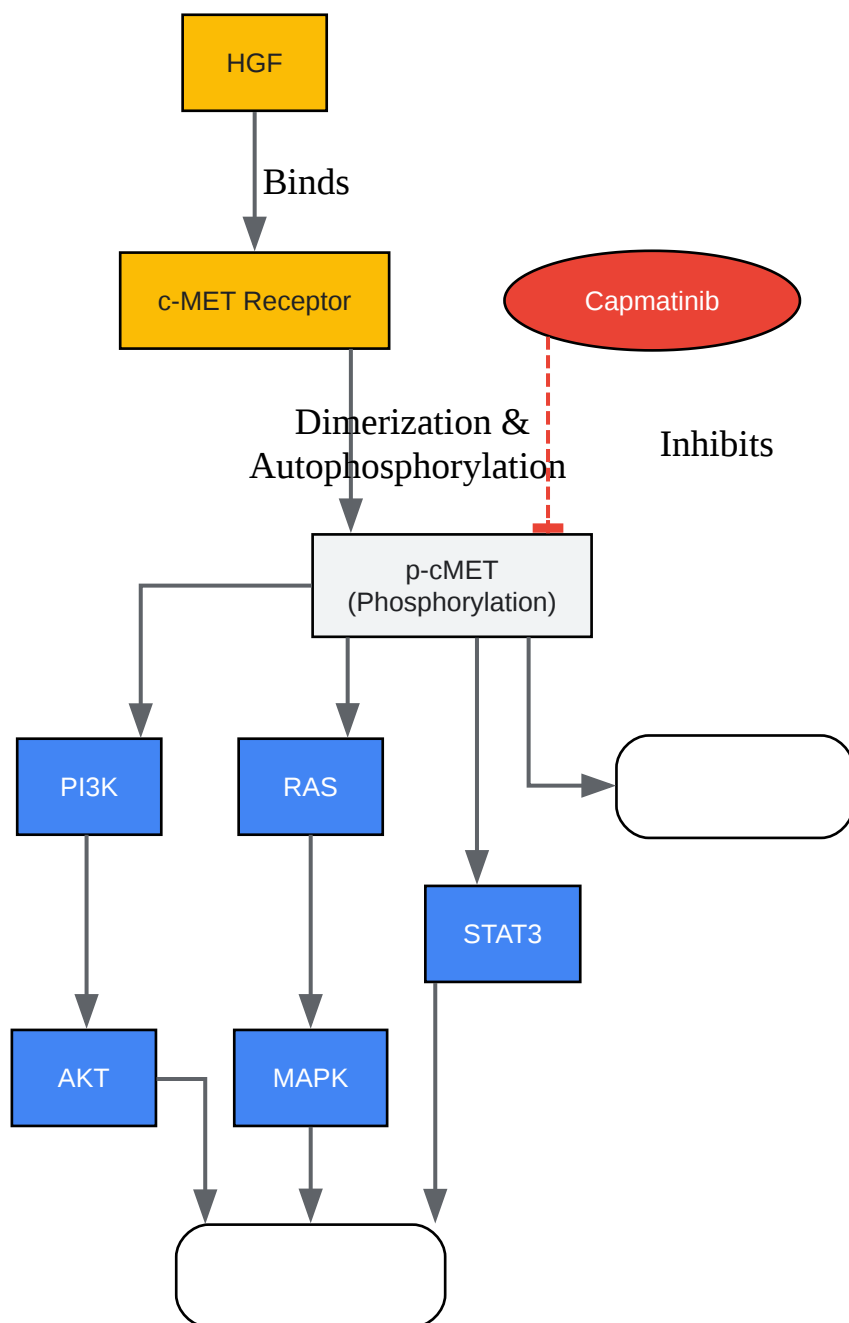 HGF
Binds
c-MET Receptor
Capmatinib
Dimerization &
Autophosphorylation
Inhibits
p-cMET
(Phosphorylation)
PI3K
RAS
STAT3
AKT
MAPK